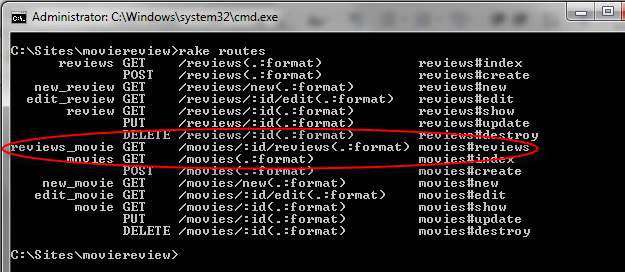 Administrator: C:\Windows\system32\cmd.exe
C:\Sites\moviereview>rake routes
reviews GET /reviews(.:format) reviews#index
POST /reviews(.:format) reviews#create
new_review GET /reviews/new(.:format) reviews#new
edit_review GET /reviews/:id/edit(.:format) reviews#edit
review GET /reviews/:id(.:format) reviews#show
PUT /reviews/:id(.:format) reviews#update
DELETE /reviews/:id(.:format) reviews#destroy
reviews_movie GET /movies/:id/reviews(.:format) movies#reviews
movies GET /movies(.:format) movies#index
POST /movies(.:format) movies#create
new_movie GET /movies/new(.:format) movies#new
edit_movie GET /movies/:id/edit(.:format) movies#edit
movie GET /movies/:id(.:format) movies#show
PUT /movies/:id(.:format) movies#update
DELETE /movies/:id(.:format) movies#destroy
C:\Sites\moviereview>